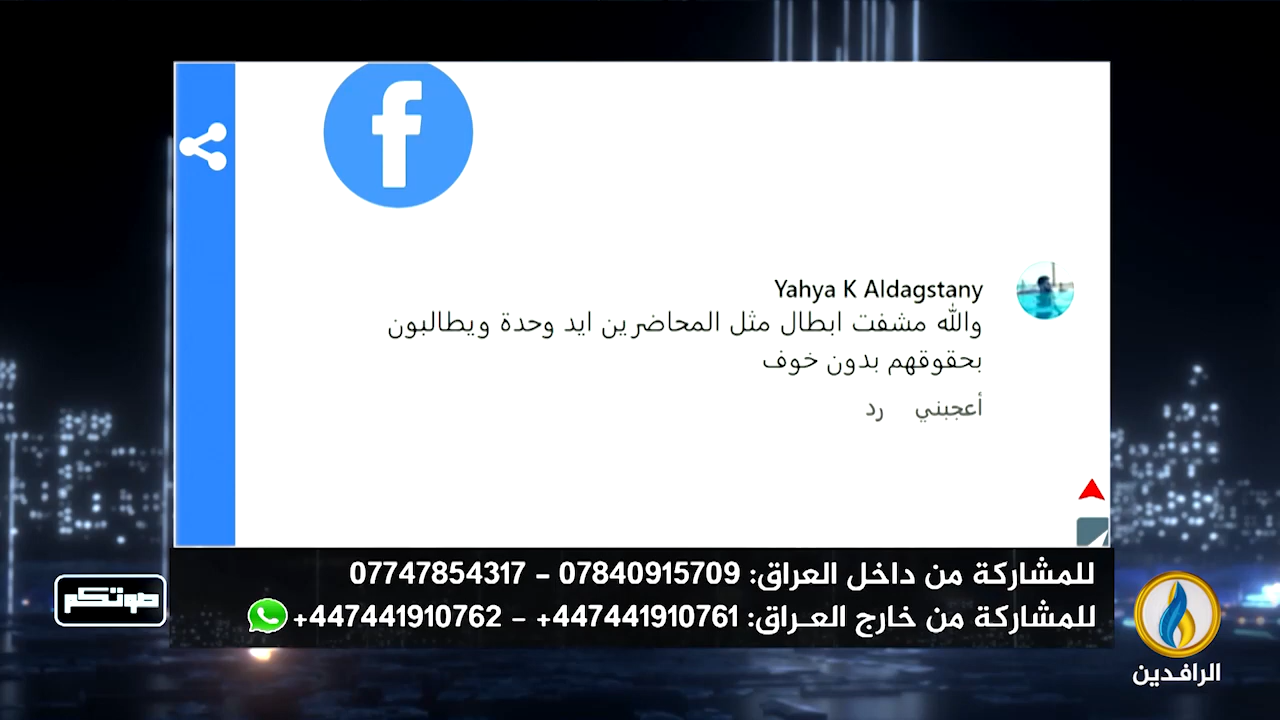 Yahya K Aldagstany
والله مشفت ابطال مثل المحاضرين ايد وحدة ويطالبون
بحقوقهم بدون خوف
أعجبني رد
للمشاركة من داخل العراق: 07840915709 - 07747854317
للمشاركة من خارج العـراق: 447441910761+ - 447441910762+
صوتكم
الرافدين